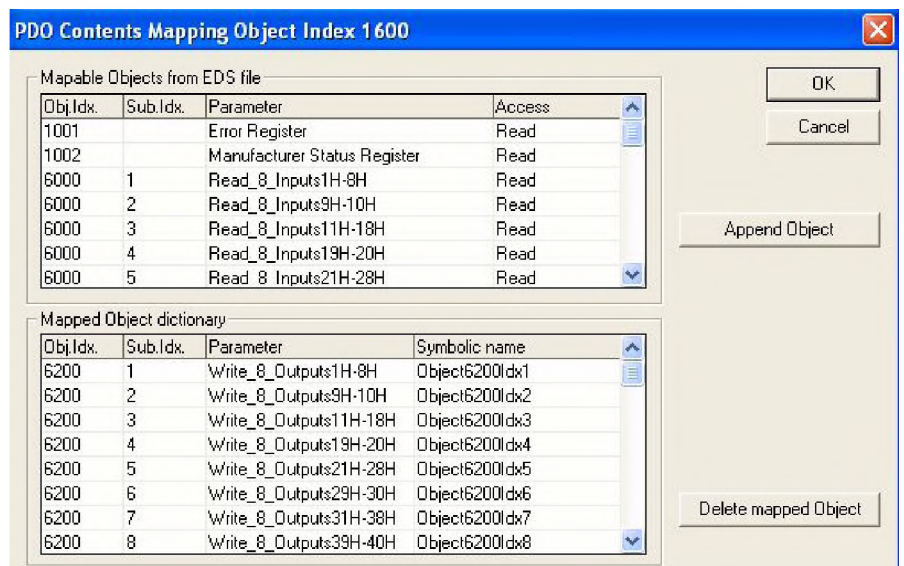 PDO Contents Mapping Object Index 1600
Mapable Objects from EDS file
Obj.Idx. Sub.Idx. Parameter Access
1001 Error Register Read
1002 Manufacturer Status Register Read
6000 1 Read_8_Inputs1H-8H Read
6000 2 Read_8_Inputs9H-10H Read
6000 3 Read_8_Inputs11H-18H Read
6000 4 Read_8_Inputs19H-20H Read
6000 5 Read_8_Inputs21H-28H Read
OK
Cancel
Append Object
Mapped Object dictionary
Obj.Idx. Sub.Idx. Parameter Symbolic name
6200 1 Write_8_Outputs1H-8H Object6200Idx1
6200 2 Write_8_Outputs9H-10H Object6200Idx2
6200 3 Write_8_Outputs11H-18H Object6200Idx3
6200 4 Write_8_Outputs19H-20H Object6200Idx4
6200 5 Write_8_Outputs21H-28H Object6200Idx5
6200 6 Write_8_Outputs29H-30H Object6200Idx6
6200 7 Write_8_Outputs31H-38H Object6200Idx7
6200 8 Write_8_Outputs39H-40H Object6200Idx8
Delete mapped Object